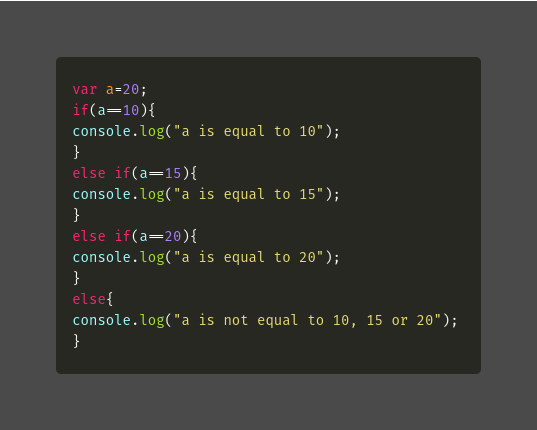 var a=20;
if(a==10){
console.log("a is equal to 10");
}
else if(a==15){
console.log("a is equal to 15");
}
else if(a==20){
console.log("a is equal to 20");
}
else{
console.log("a is not equal to 10, 15 or 20");
}